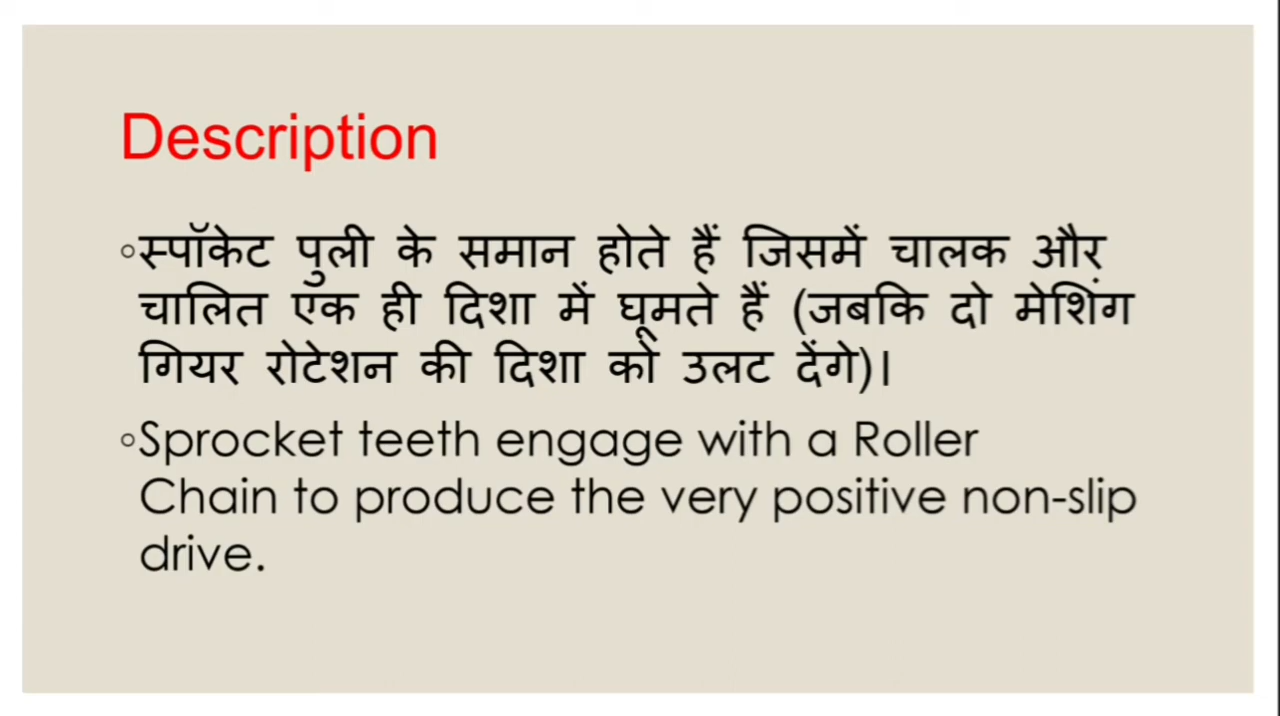 Description
◦स्पॉकेट पुली के समान होते हैं जिसमें चालक और
चालित एक ही दिशा में घूमते हैं (जबकि दो मेशिंग
गियर रोटेशन की दिशा को उलट देंगे)।
◦Sprocket teeth engage with a Roller
Chain to produce the very positive non-slip
drive.